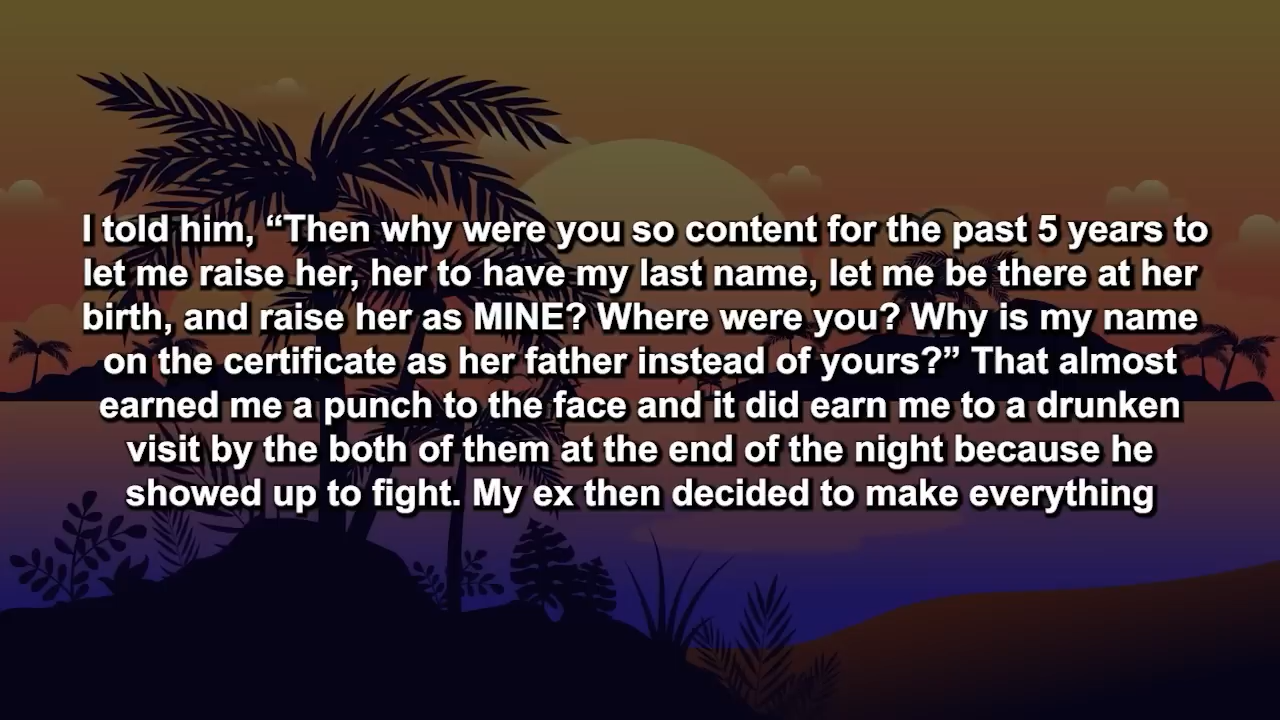 I told him, “Then why were you so content for the past 5 years to
let me raise her, her to have my last name, let me be there at her
birth, and raise her as MINE? Where were you? Why is my name
on the certificate as her father instead of yours?” That almost
earned me a punch to the face and it did earn me to a drunken
visit by the both of them at the end of the night because he
showed up to fight. My ex then decided to make everything